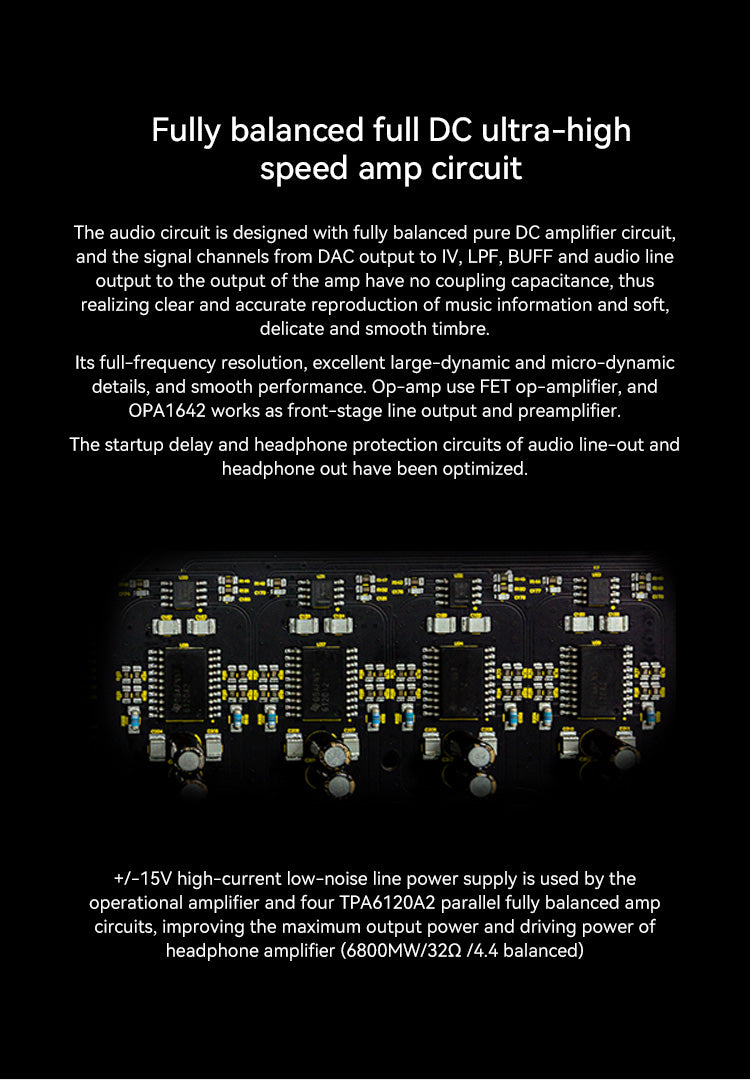 Fully balanced full DC ultra-high
speed amp circuit
The audio circuit is designed with fully balanced pure DC amplifier circuit,
and the signal channels from DAC output to IV, LPF, BUFF and audio line
output to the output of the amp have no coupling capacitance, thus
realizing clear and accurate reproduction of music information and soft,
delicate and smooth timbre.
Its full-frequency resolution, excellent large-dynamic and micro-dynamic
details, and smooth performance. Op-amp use FET op-amplifier, and
OPA1642 works as front-stage line output and preamplifier.
The startup delay and headphone protection circuits of audio line-out and
headphone out have been optimized.
+/-15V high-current low-noise line power supply is used by the
operational amplifier and four TPA6120A2 parallel fully balanced amp
circuits, improving the maximum output power and driving power of
headphone amplifier (6800MW/32Ω /4.4 balanced)